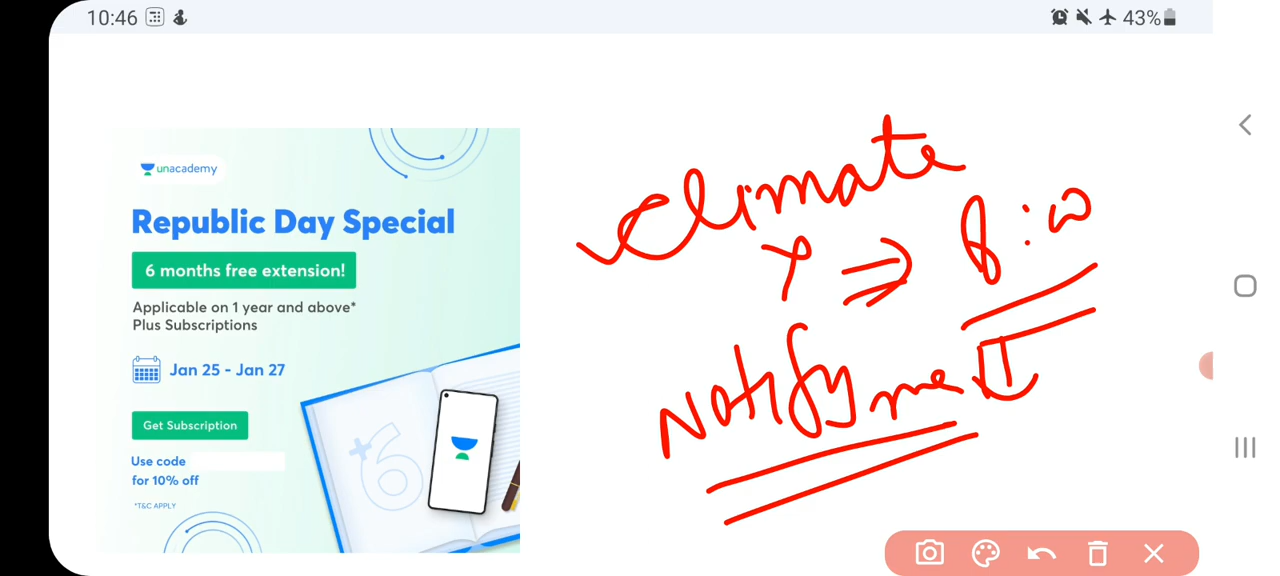 10:46
43%
unacademy
Republic Day Special
6 months free extension!
Applicable on 1 year and above*
Plus Subscriptions
Jan 25 - Jan 27
Get Subscription
Use code
for 10% off
*T&C APPLY
+6
Climate
Notify me